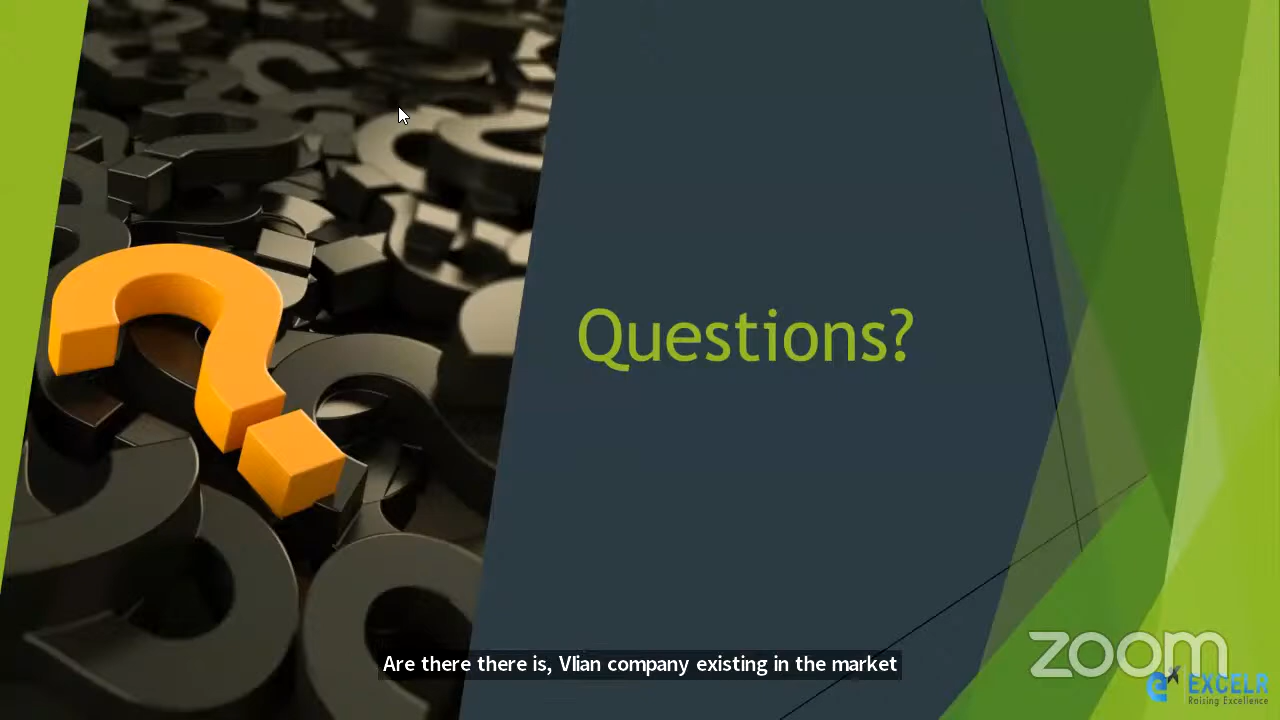 Questions?
Are there there is, Vlian company existing in the market
zoom
EXCELR
Raising Excellence